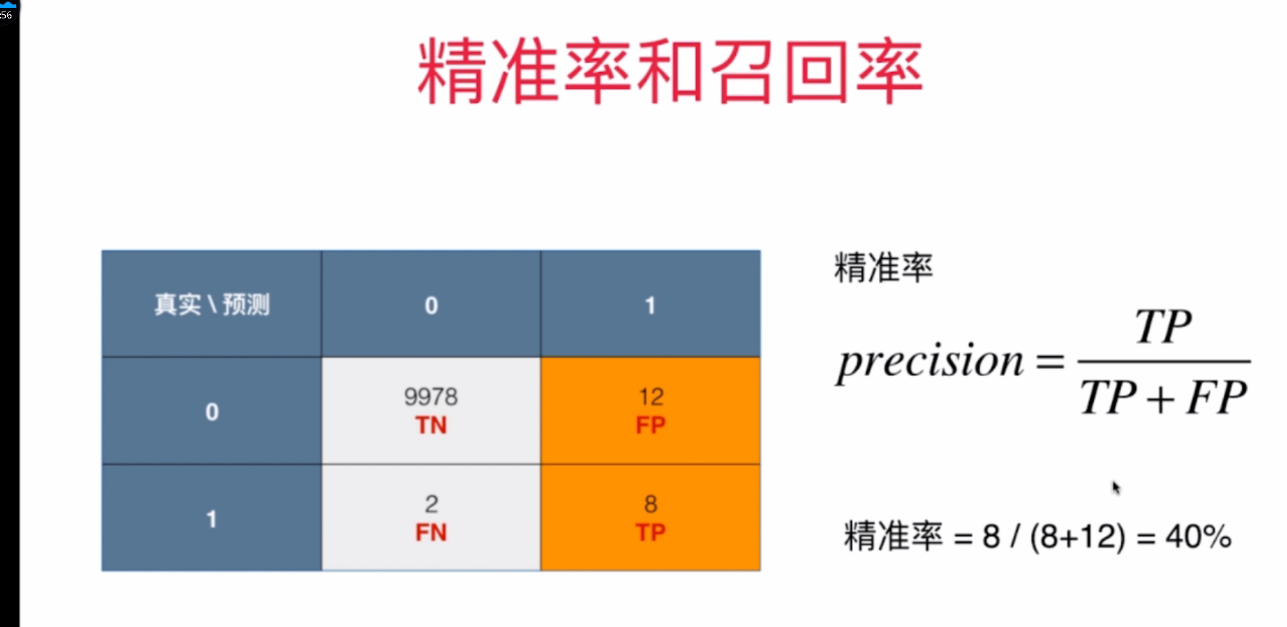 :56
精准率和召回率
真实 \ 预测 0 1
0 9978 12
TN FP
1 2 8
FN TP
精准率
precision = TP / (TP + FP)
精准率 = 8 / (8+12) = 40%